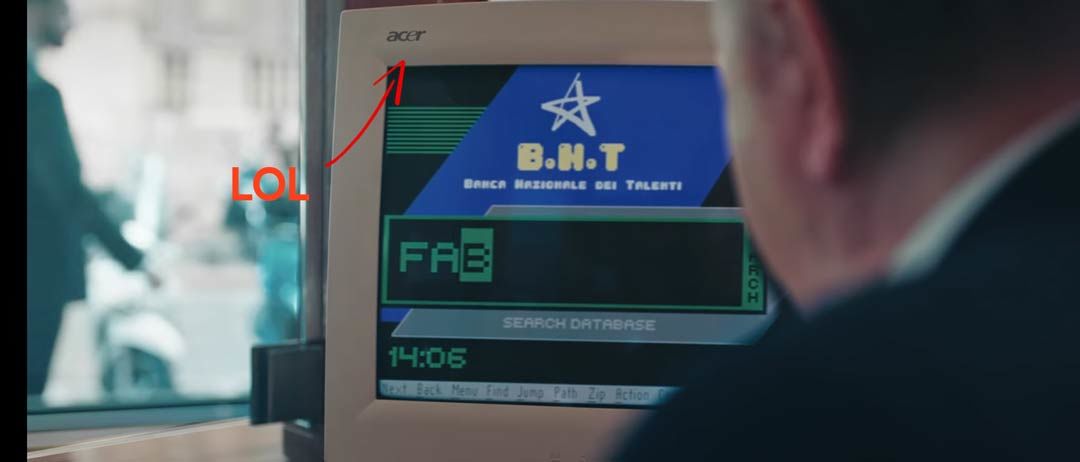 acer
LOL
B.N.T
Banca Nazionale dei Talenti
FAB
SEARCH DATABASE
14:06
Next Back Menu Find Jump Path Zip Action